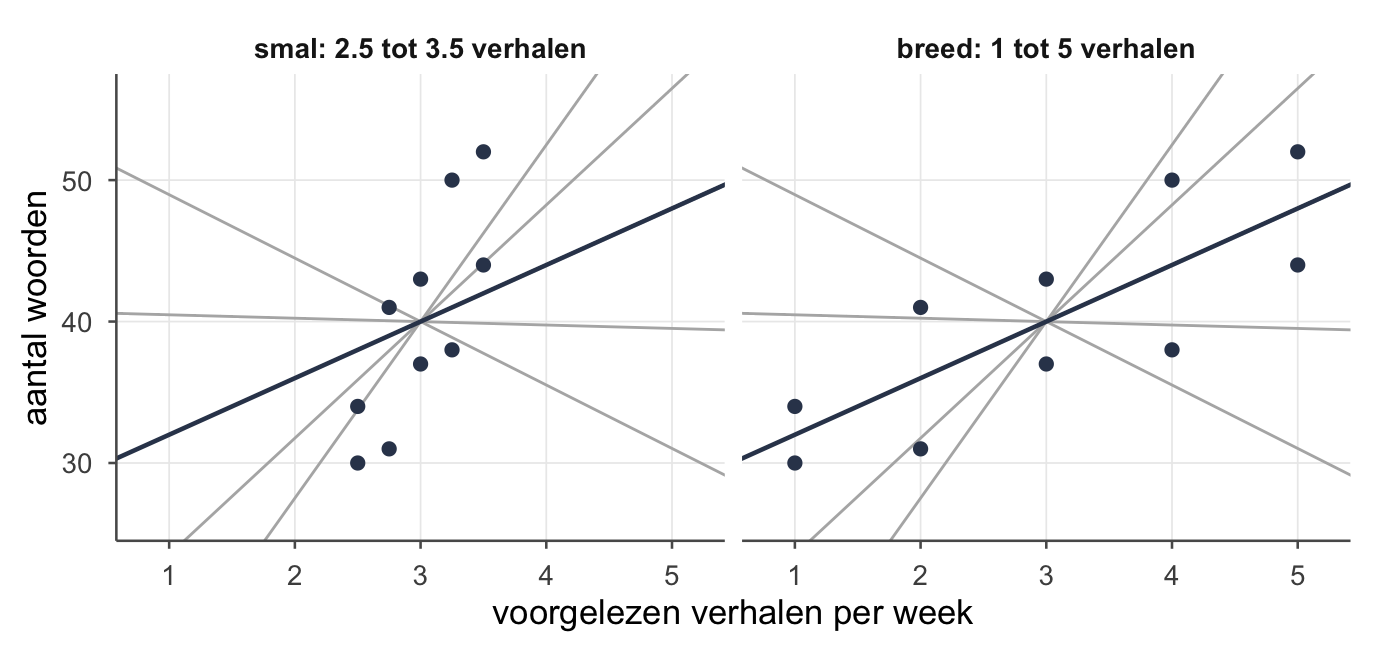 smal: 2.5 tot 3.5 verhalen
breed: 1 tot 5 verhalen
aantal woorden
50
40
30
1 2 3 4 5
1 2 3 4 5
voorgelezen verhalen per week